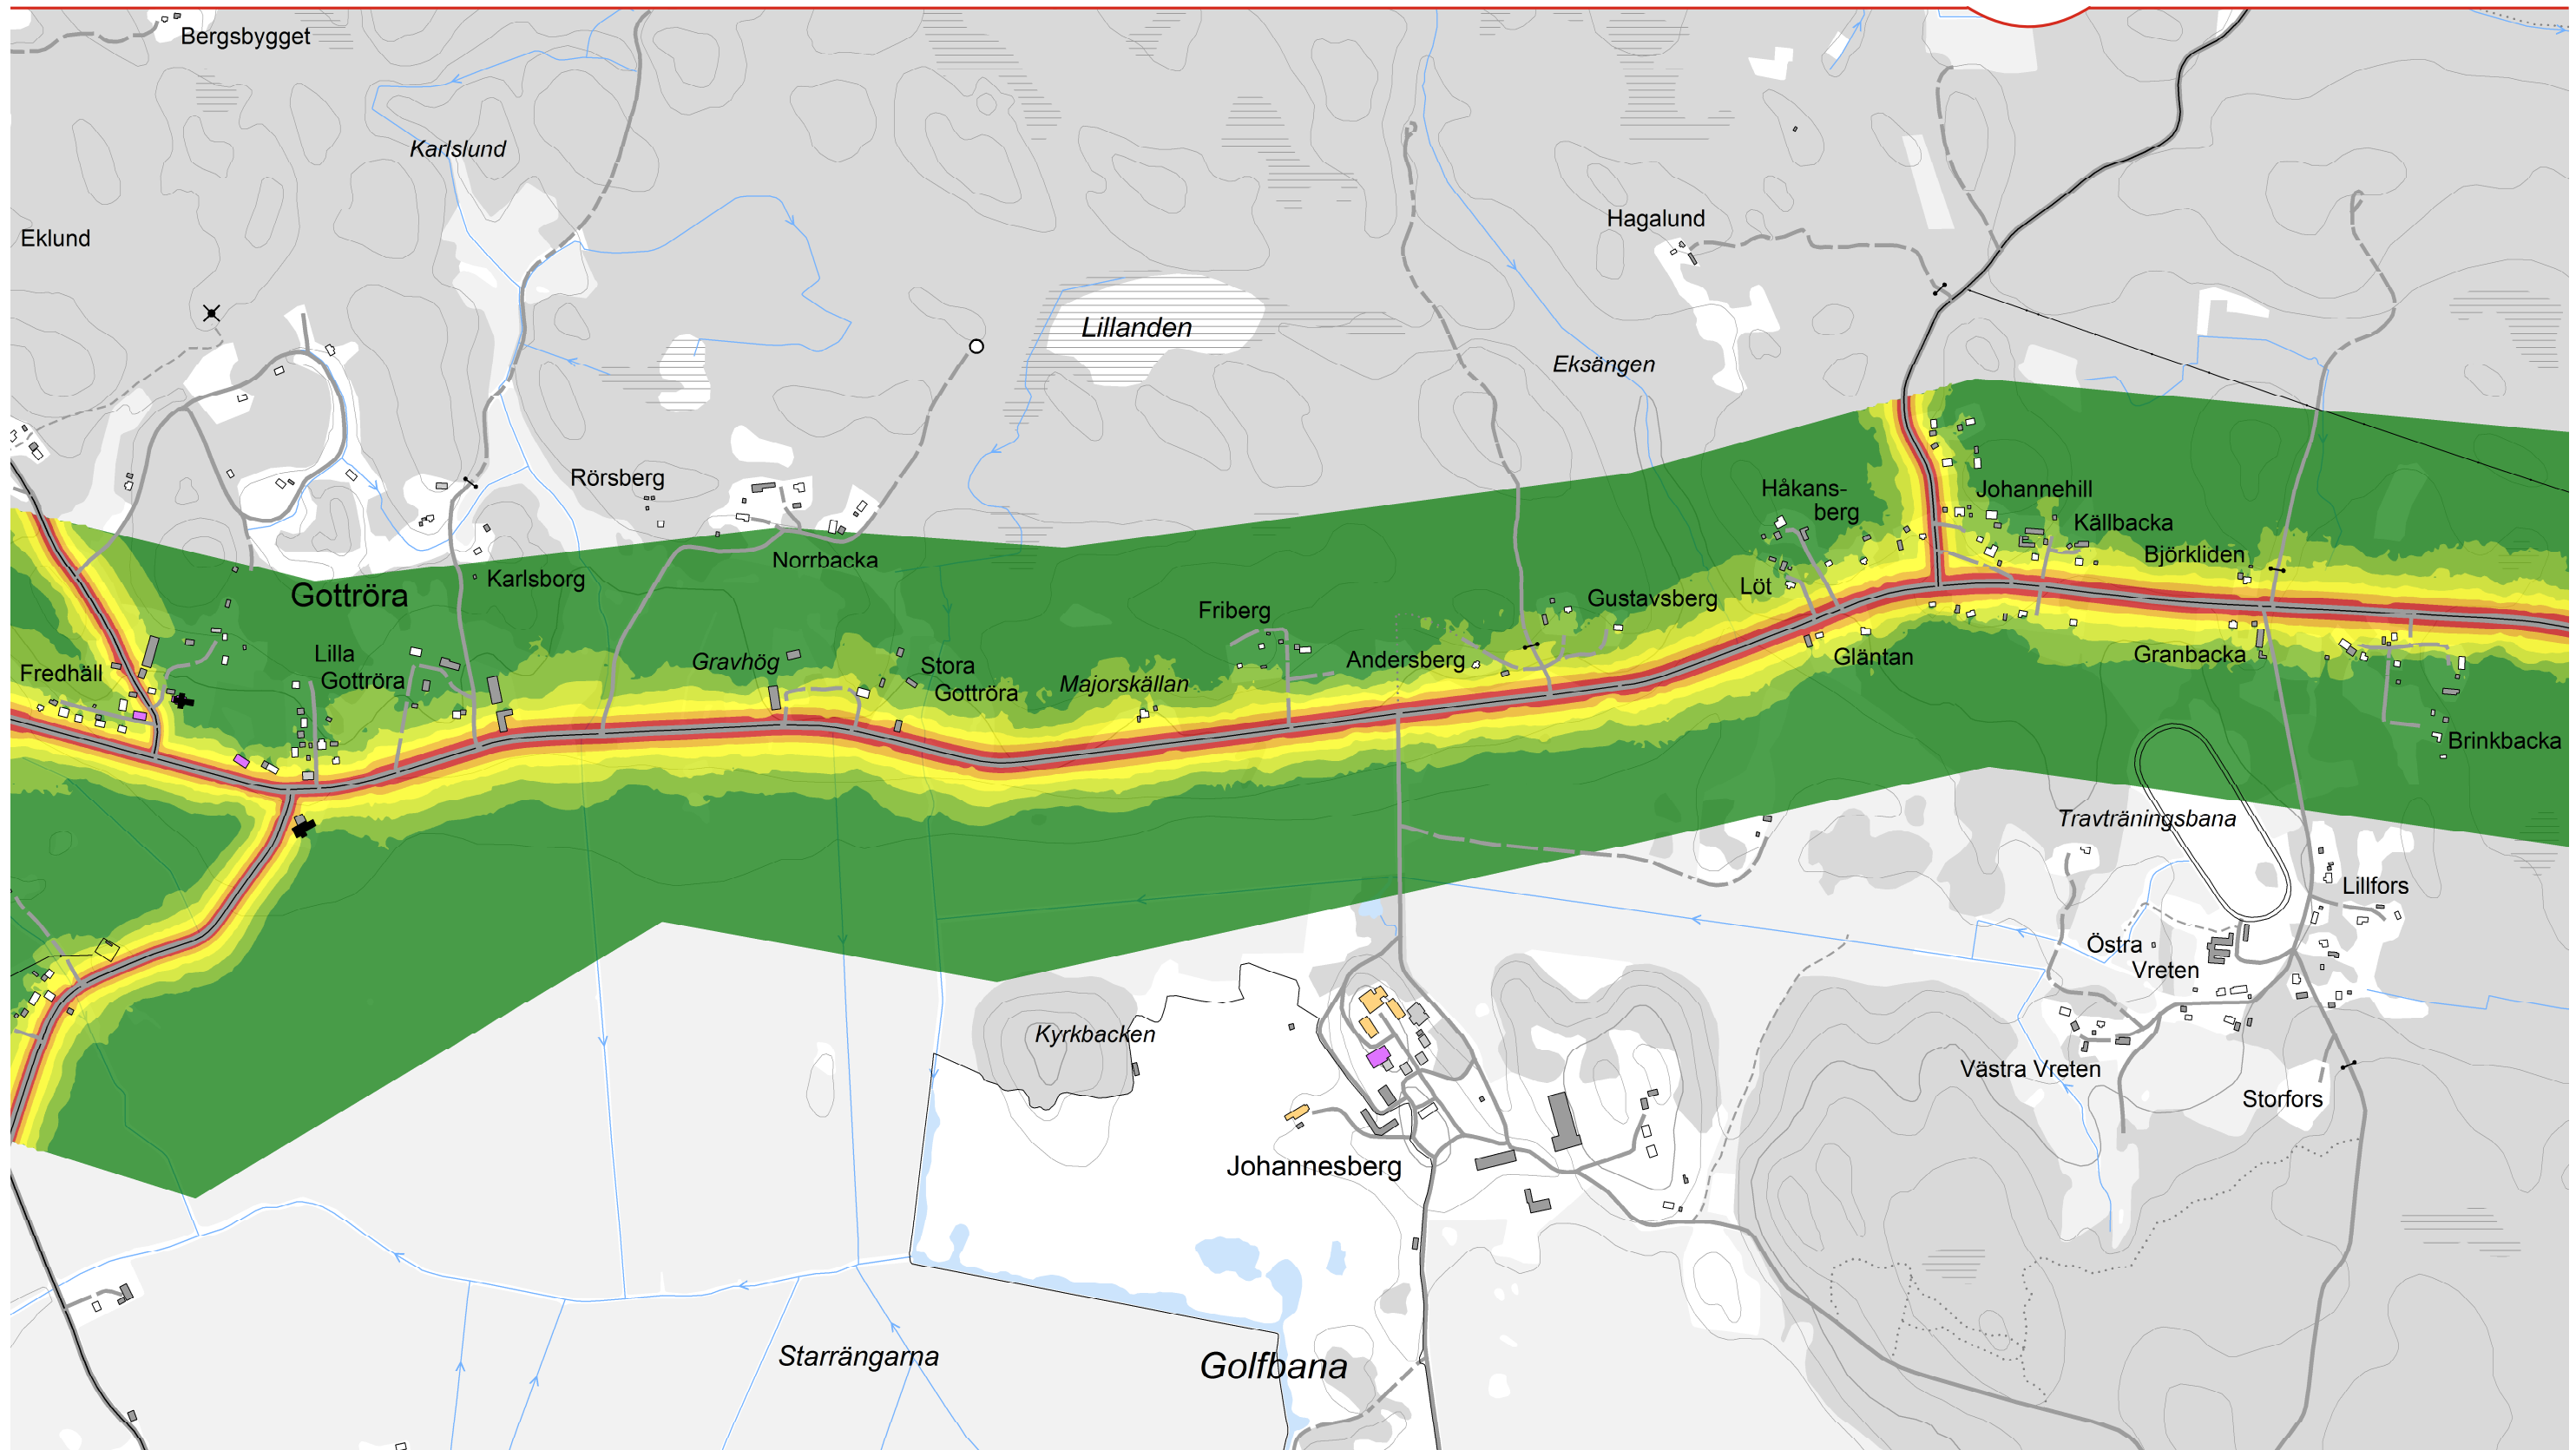 Bergsbygget
Karlslund
Eklund
Hagalund
Lillanden
Eksängen
Rörsberg
Håkans-
berg
Johannehill
Källbacka
Björkliden
Norrbacka
Karlsborg
Gottröra
Friberg
Gustavsberg
Löt
Lilla
Gottröra
Fredhäll
Gravhög
Stora
Gottröra
Majorskällan
Andersberg
Gläntan
Granbacka
Brinkbacka
Travträningsbana
Lillfors
Östra
Vreten
Kyrkbacken
Västra Vreten
Storfors
Johannesberg
Starrängarna
Golfbana